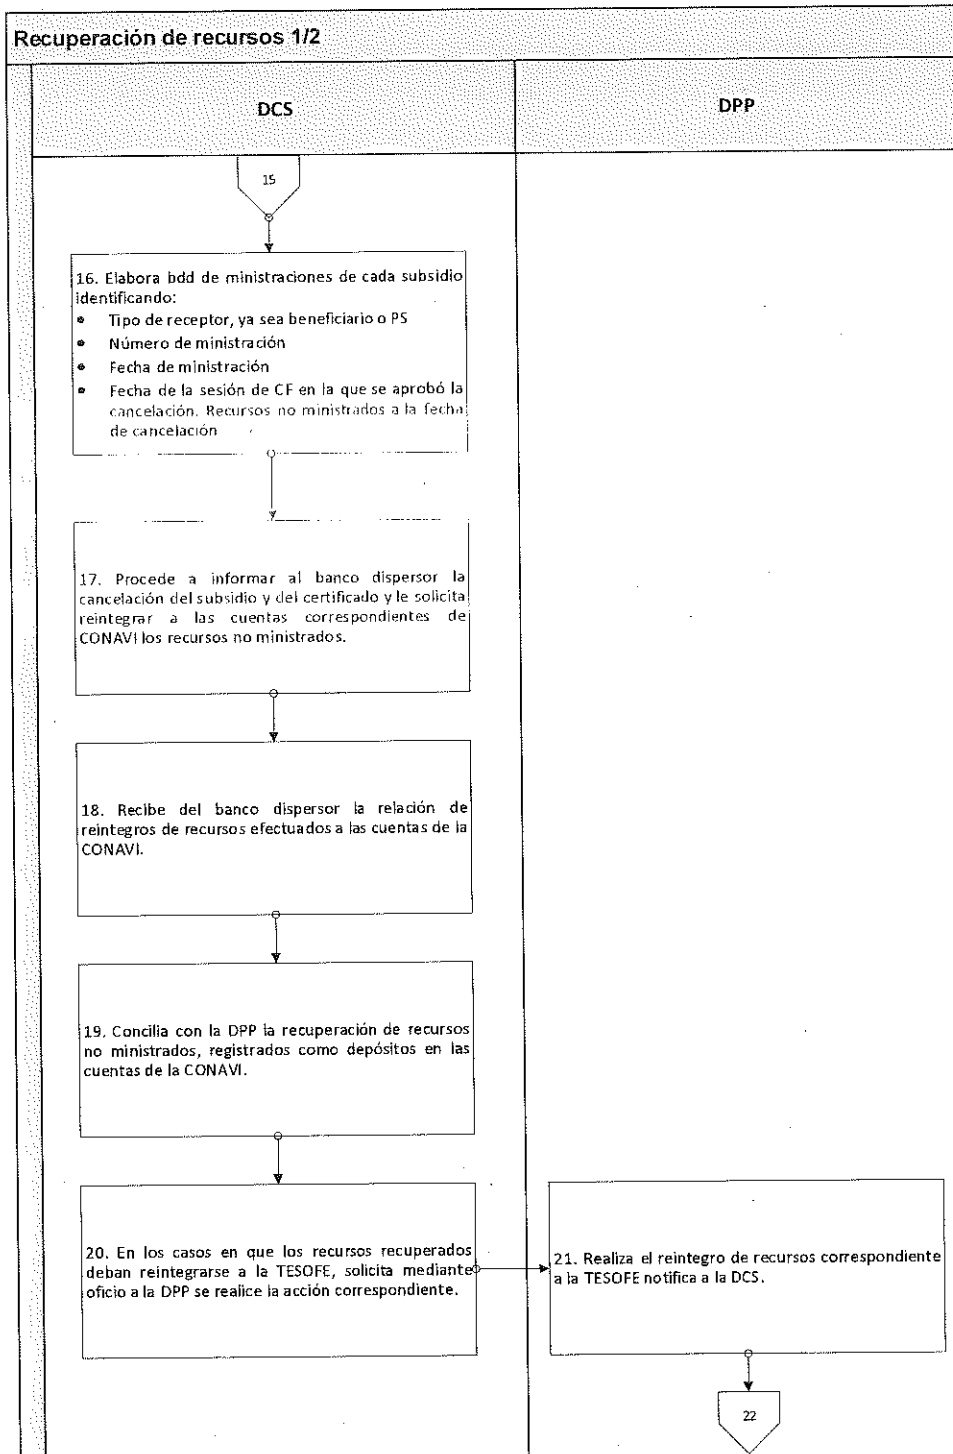 Recuperación de recursos 1/2
DCS
DPP
15
16. Elabora bdd de ministraciones de cada subsidio
identificando:
• Tipo de receptor, ya sea beneficiario o PS
• Número de ministración
• Fecha de ministración
• Fecha de la sesión de CF en la que se aprobó la
cancelación. Recursos no ministrados a la fecha
de cancelación
17. Procede a informar al banco dispersor la
cancelación del subsidio y del certificado y le solicita
reintegrar a las cuentas correspondientes de
CONAVI los recursos no ministrados.
18. Recibe del banco dispersor la relación de
reintegros de recursos efectuados a las cuentas de la
CONAVI.
19. Concilia con la DPP la recuperación de recursos
no ministrados, registrados como depósitos en las
cuentas de la CONAVI.
20. En los casos en que los recursos recuperados
deban reintegrarse a la TESOFE, solicita mediante
oficio a la DPP se realice la acción correspondiente.
21. Realiza el reintegro de recursos correspondiente
a la TESOFE notifica a la DCS.
22